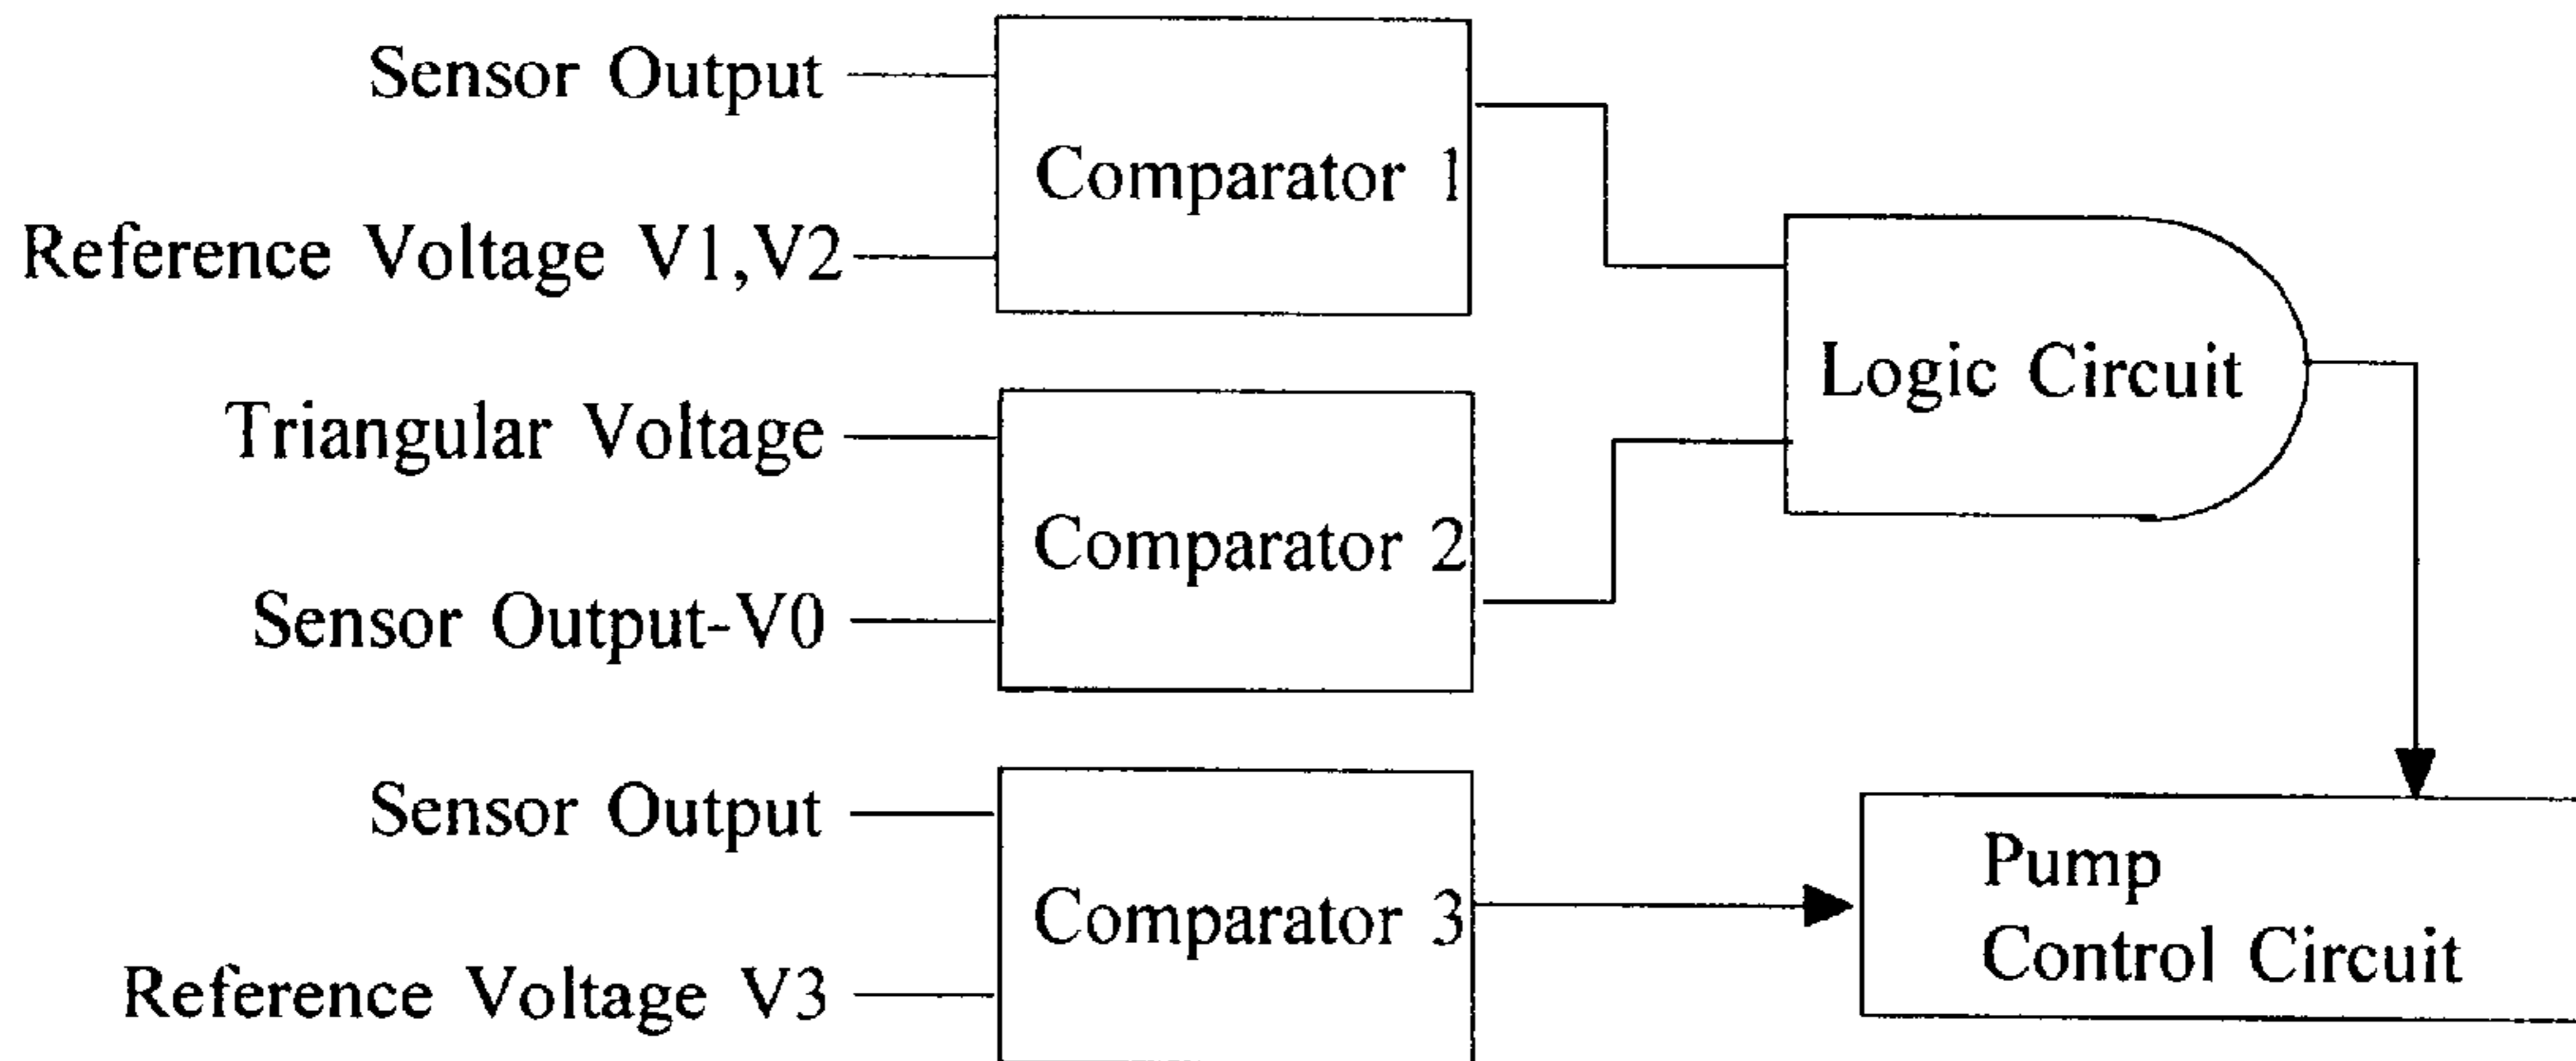 Sensor Output
Comparator 1
Reference Voltage V1,V2
Logic Circuit
Triangular Voltage
Comparator 2
Sensor Output-V0
Sensor Output
Comparator 3
Reference Voltage V3
Pump
Control Circuit